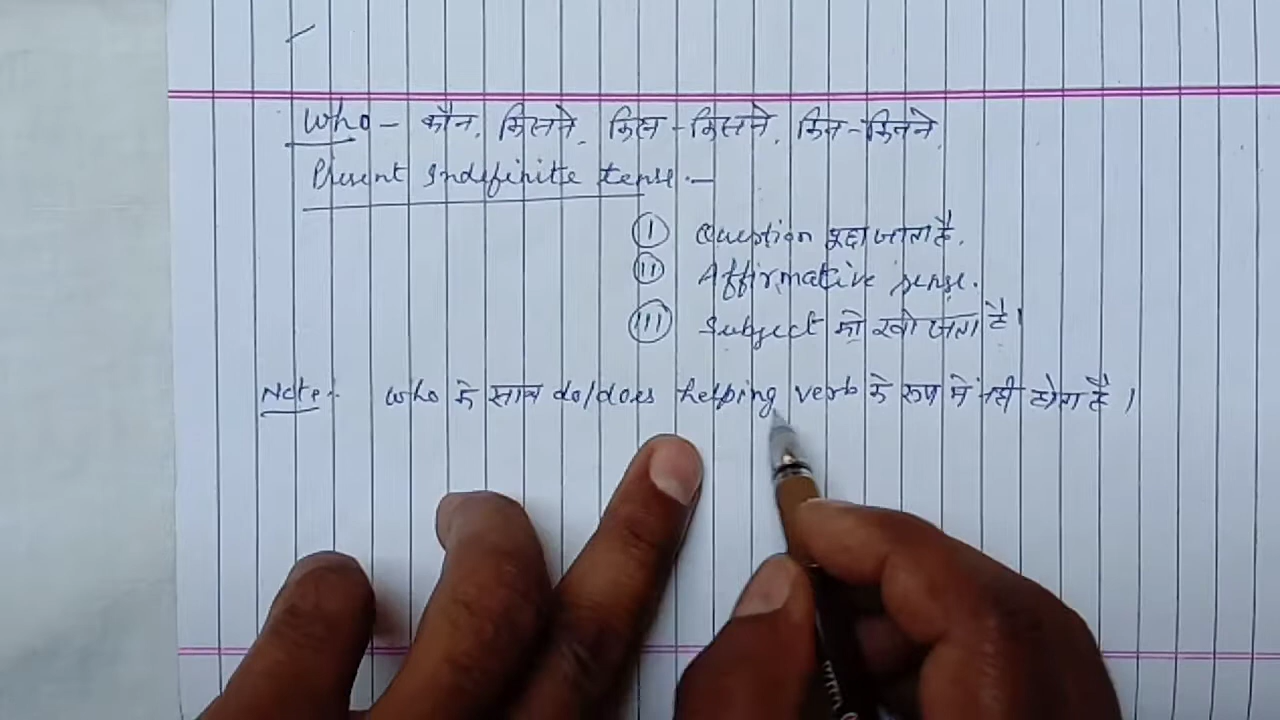 Who - कौन, किसने, किस-किसने, किन-किनने,
Present Indefinite tense :-
(I) Question पूछा जाता है.
(II) Affirmative sense.
(III) Subject को खो जाता है।
Note :- Who के साथ do/does helping verb के रूप में नही होता है।